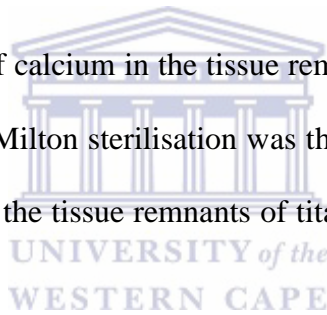 f calcium in the tissue rem
Milton sterilisation was th
the tissue remnants of tita
UNIVERSITY of the
WESTERN CAPE